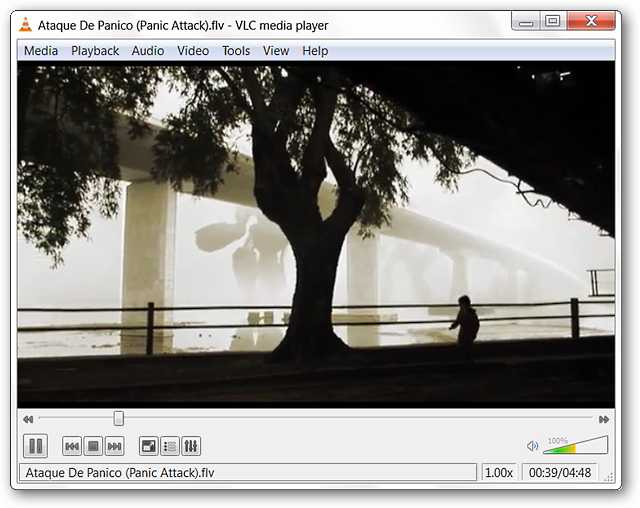 Ataque De Panico (Panic Attack).flv - VLC media player
Media Playback Audio Video Tools View Help
100%
Ataque De Panico (Panic Attack).flv 1.00x 00:39/04:48